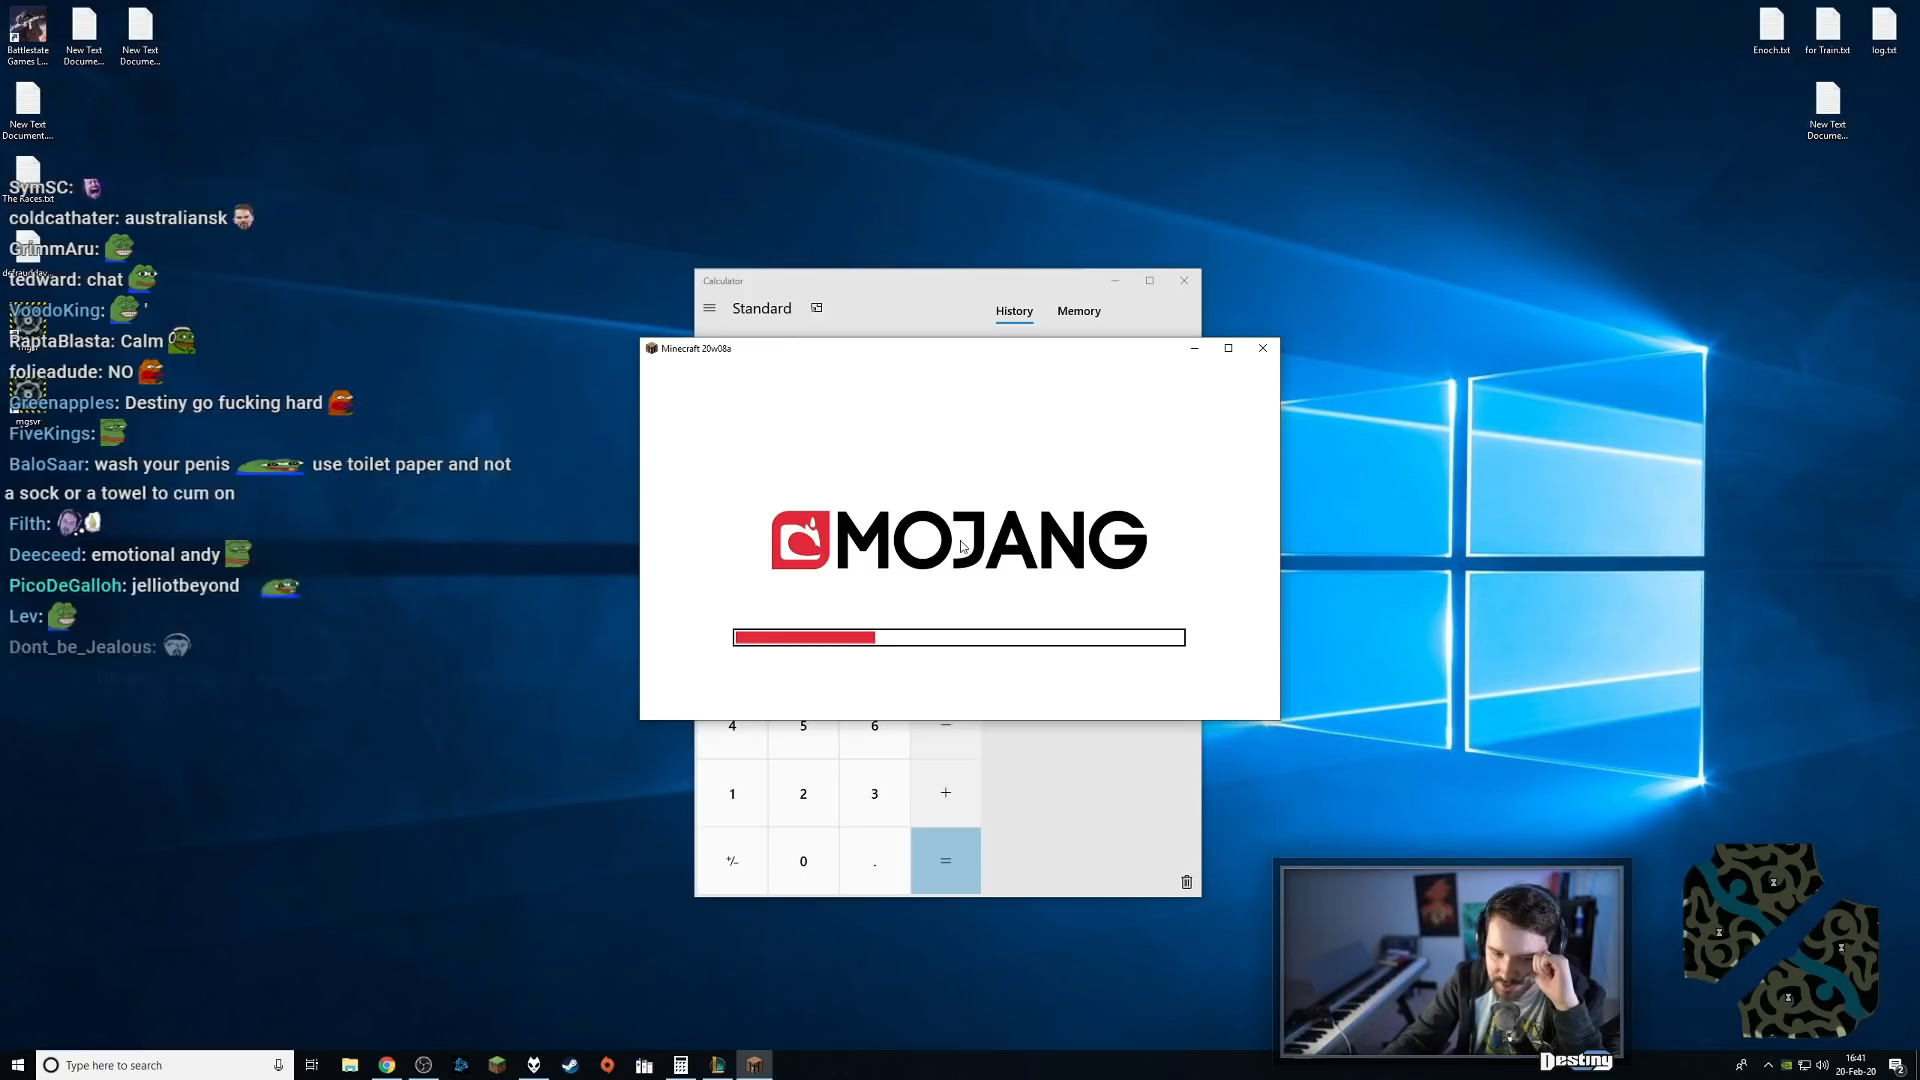 Battlestate
Games L...
New Text
Docume...
New Text
Docume...
Enoch.txt
for Train.txt
log.txt
New Text
Document....
New Text
Docume...
The Races.txt
SymSC:
coldcathater: australiansk
GrimmAru:
tedward: chat
VoodoKing: '
RaptaBlasta: Calm
folieadude: NO
Greenapples: Destiny go fucking hard
mgsvr
FiveKings:
BaloSaar: wash your penis use toilet paper and not
a sock or a towel to cum on
Filth:
Deeceed: emotional andy
PicoDeGalloh: jelliotbeyond
Lev:
Dont_be_Jealous:
Calculator
Standard
History
Memory
Minecraft 20w08a
MOJANG
4 5 6 −
1 2 3 +
+/− 0 . =
Destiny
Type here to search
16:41
20-Feb-20
2